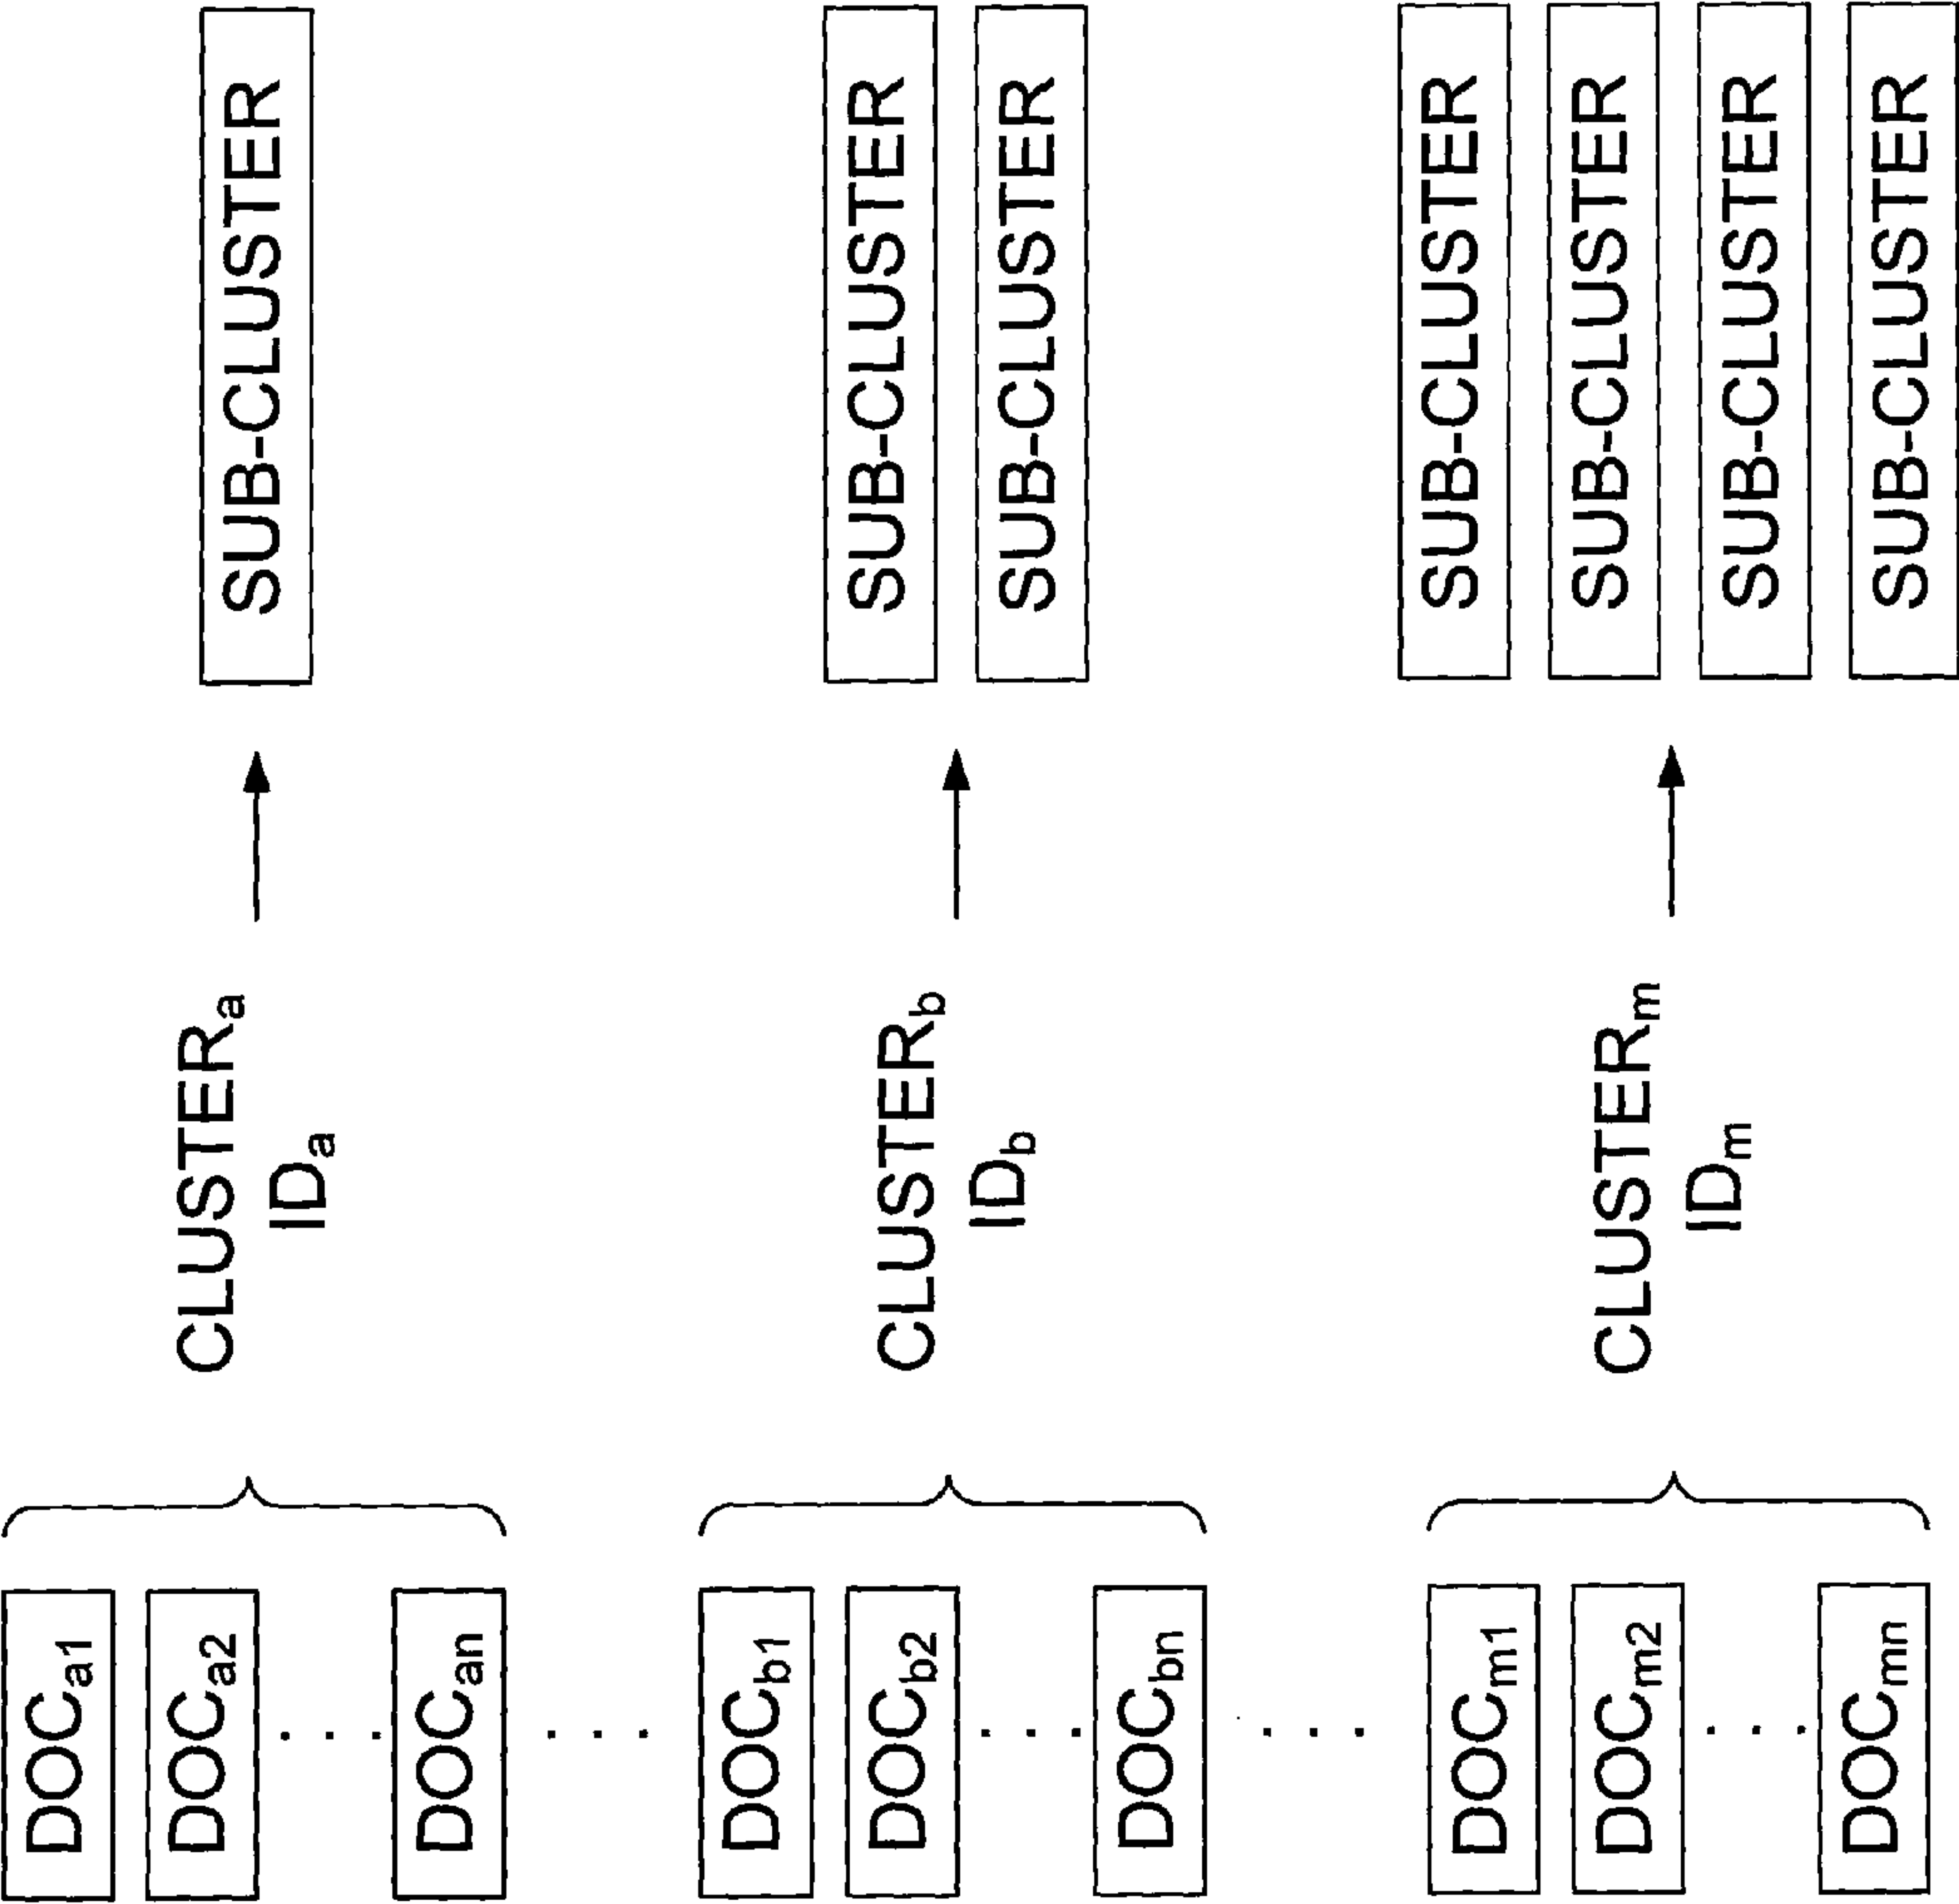 DOCa1
DOCa2
. . .
DOCan
CLUSTERa
IDa
SUB-CLUSTER
. . .
DOCb1
DOCb2
. . .
DOCbn
CLUSTERb
IDb
SUB-CLUSTER
SUB-CLUSTER
. . .
DOCm1
DOCm2
. . .
DOCmn
CLUSTERm
IDm
SUB-CLUSTER
SUB-CLUSTER
SUB-CLUSTER
SUB-CLUSTER